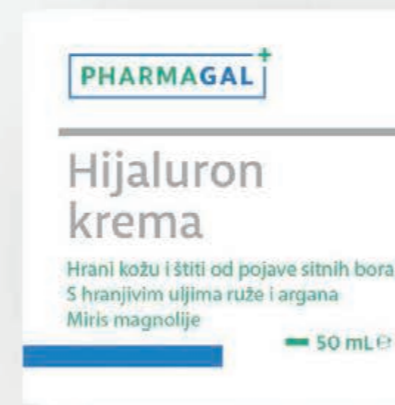 PHARMAGAL+
Hijaluron
krema
Hrani kožu i štiti od pojave sitnih bora
S hranjivim uljima ruže i argana
Miris magnolije
50 mL ℮